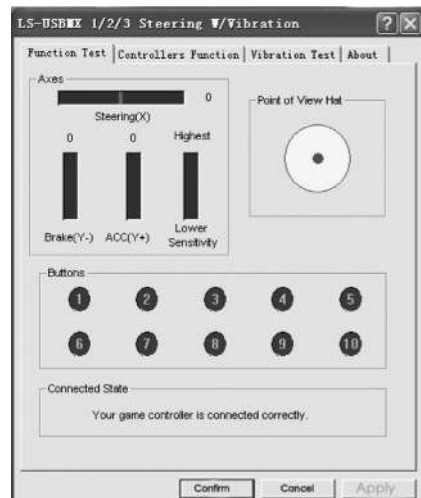 LS-USBMX 1/2/3 Steering W/Vibration
Function Test Controllers Function Vibration Test About
Axes
0
Steering(X)
Point of View Hat
0 0 Highest
Brake(Y-) ACC(Y+) Lower Sensitivity
Buttons
1 2 3 4 5
6 7 8 9 10
Connected State
Your game controller is connected correctly.
Confirm Cancel Apply